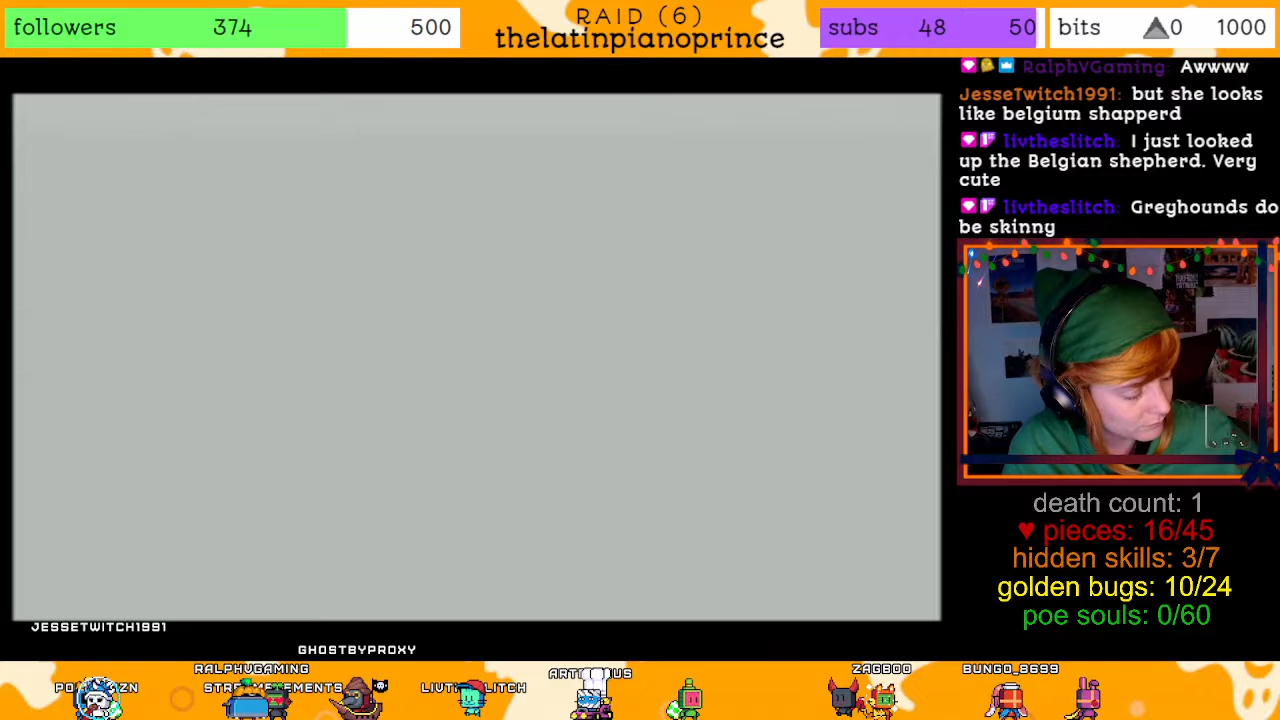 followers 374 500
RAID (6)
thelatinpianoprince
subs 48 50
bits 0 1000
RalphVGaming: Awwww
JesseTwitch1991: but she looks
like belgium shapperd
livtheslitch: I just looked
up the Belgian shepherd. Very
cute
livtheslitch: Greyhounds do
be skinny
death count: 1
♥ pieces: 16/45
hidden skills: 3/7
golden bugs: 10/24
poe souls: 0/60
JESSETWITCH1991
GHOSTBYPROXY
RALPHVGAMING
ZAGBOO
BUNGO_8699